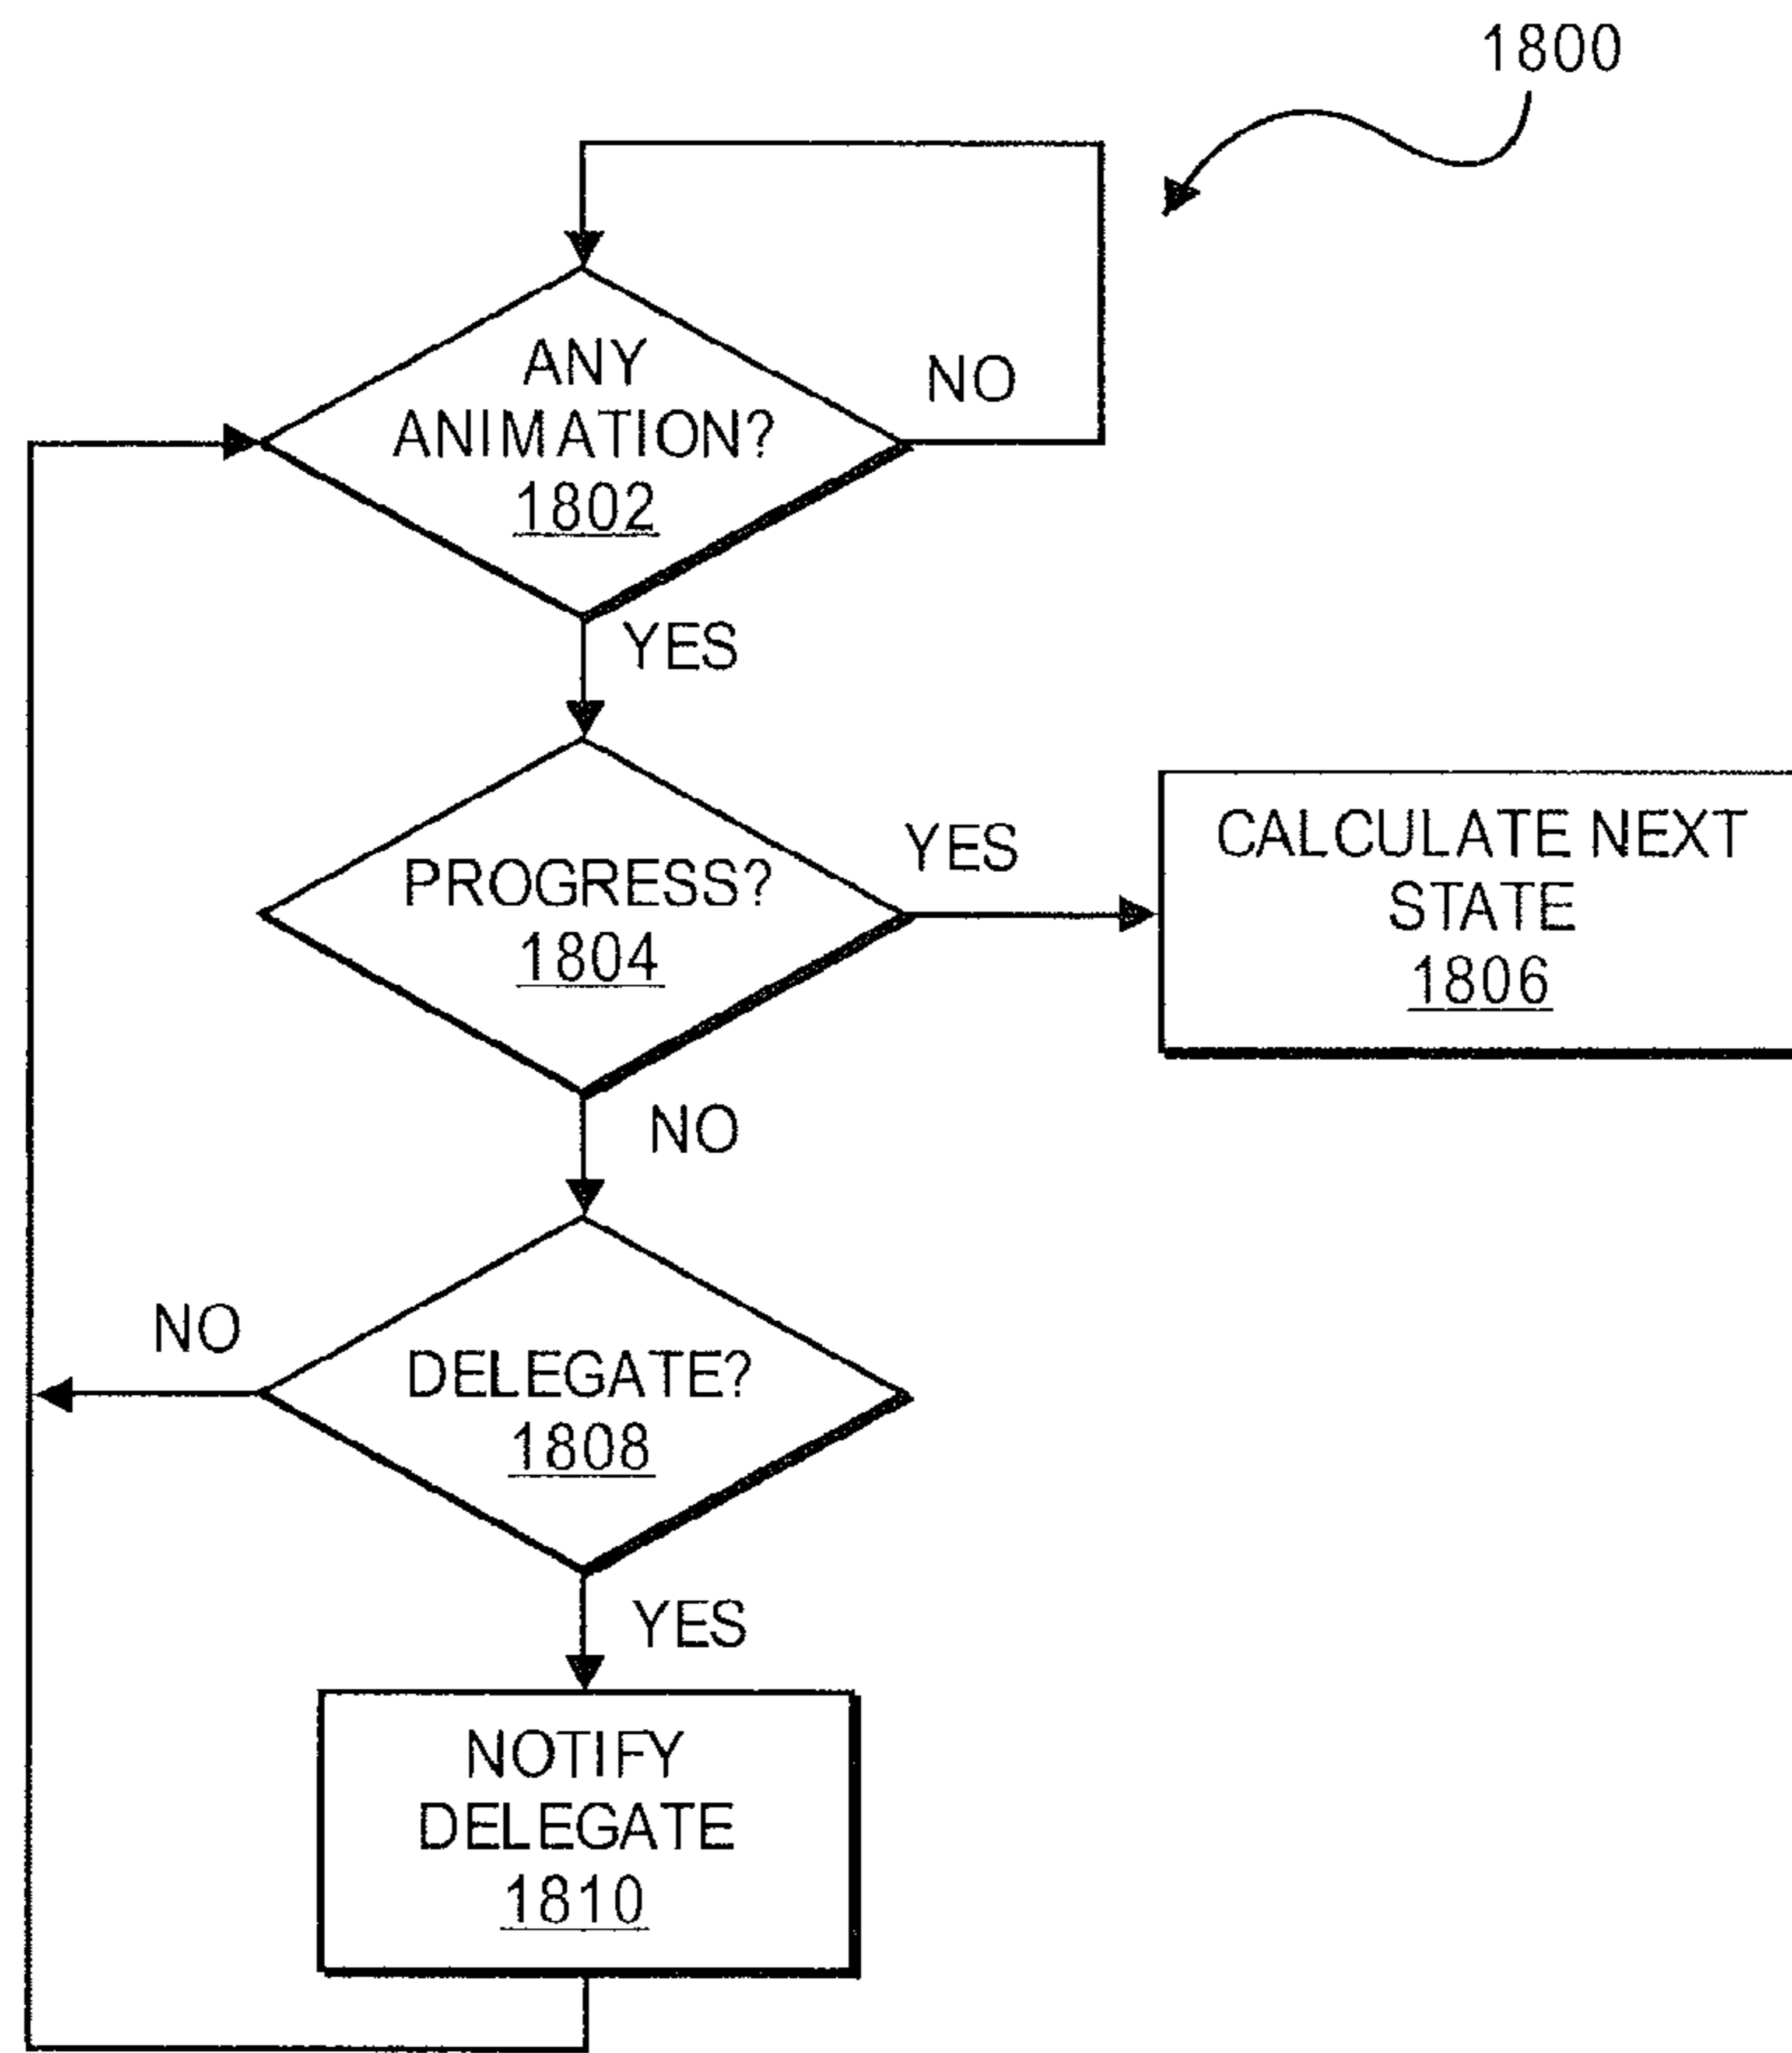 1800
ANY
ANIMATION?
1802
NO
YES
PROGRESS?
1804
YES
CALCULATE NEXT
STATE
1806
NO
DELEGATE?
1808
NO
YES
NOTIFY
DELEGATE
1810